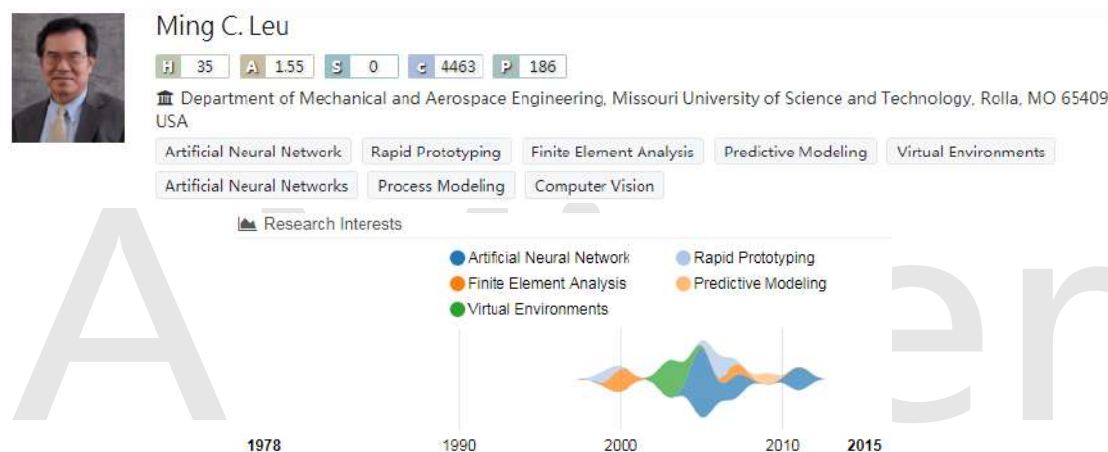 Ming C. Leu
H 35 A 1.55 S 0 c 4463 P 186
Department of Mechanical and Aerospace Engineering, Missouri University of Science and Technology, Rolla, MO 65409
USA
Artificial Neural Network Rapid Prototyping Finite Element Analysis Predictive Modeling Virtual Environments
Artificial Neural Networks Process Modeling Computer Vision
Research Interests
Artificial Neural Network Rapid Prototyping
Finite Element Analysis Predictive Modeling
Virtual Environments
1978 1990 2000 2010 2015